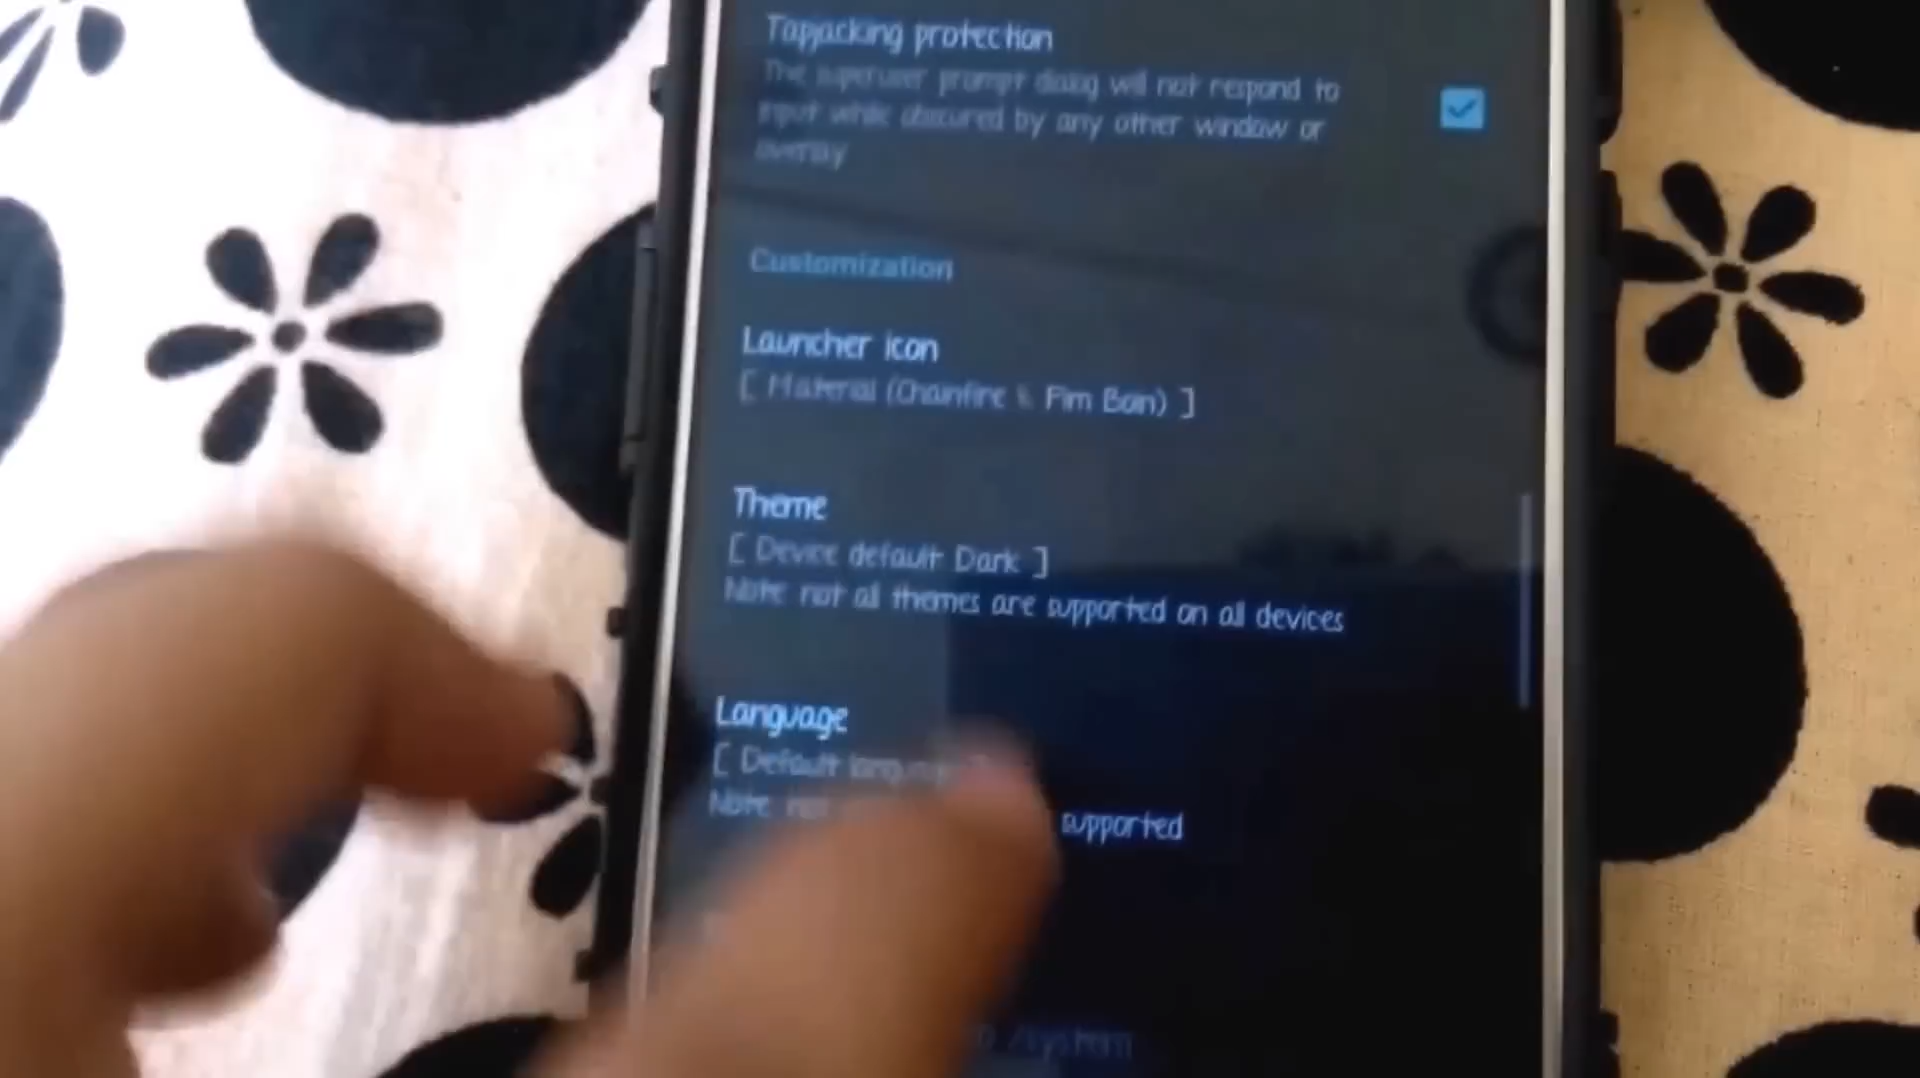 Tapjacking protection
The superuser prompt dialog will not respond to
input while obscured by any other window or
overlay
Customization
Launcher icon
[ Material (Chainfire & Pim Bain) ]
Theme
[ Device default Dark ]
Note not all themes are supported on all devices
Language
[ Default
Note not supported
/system